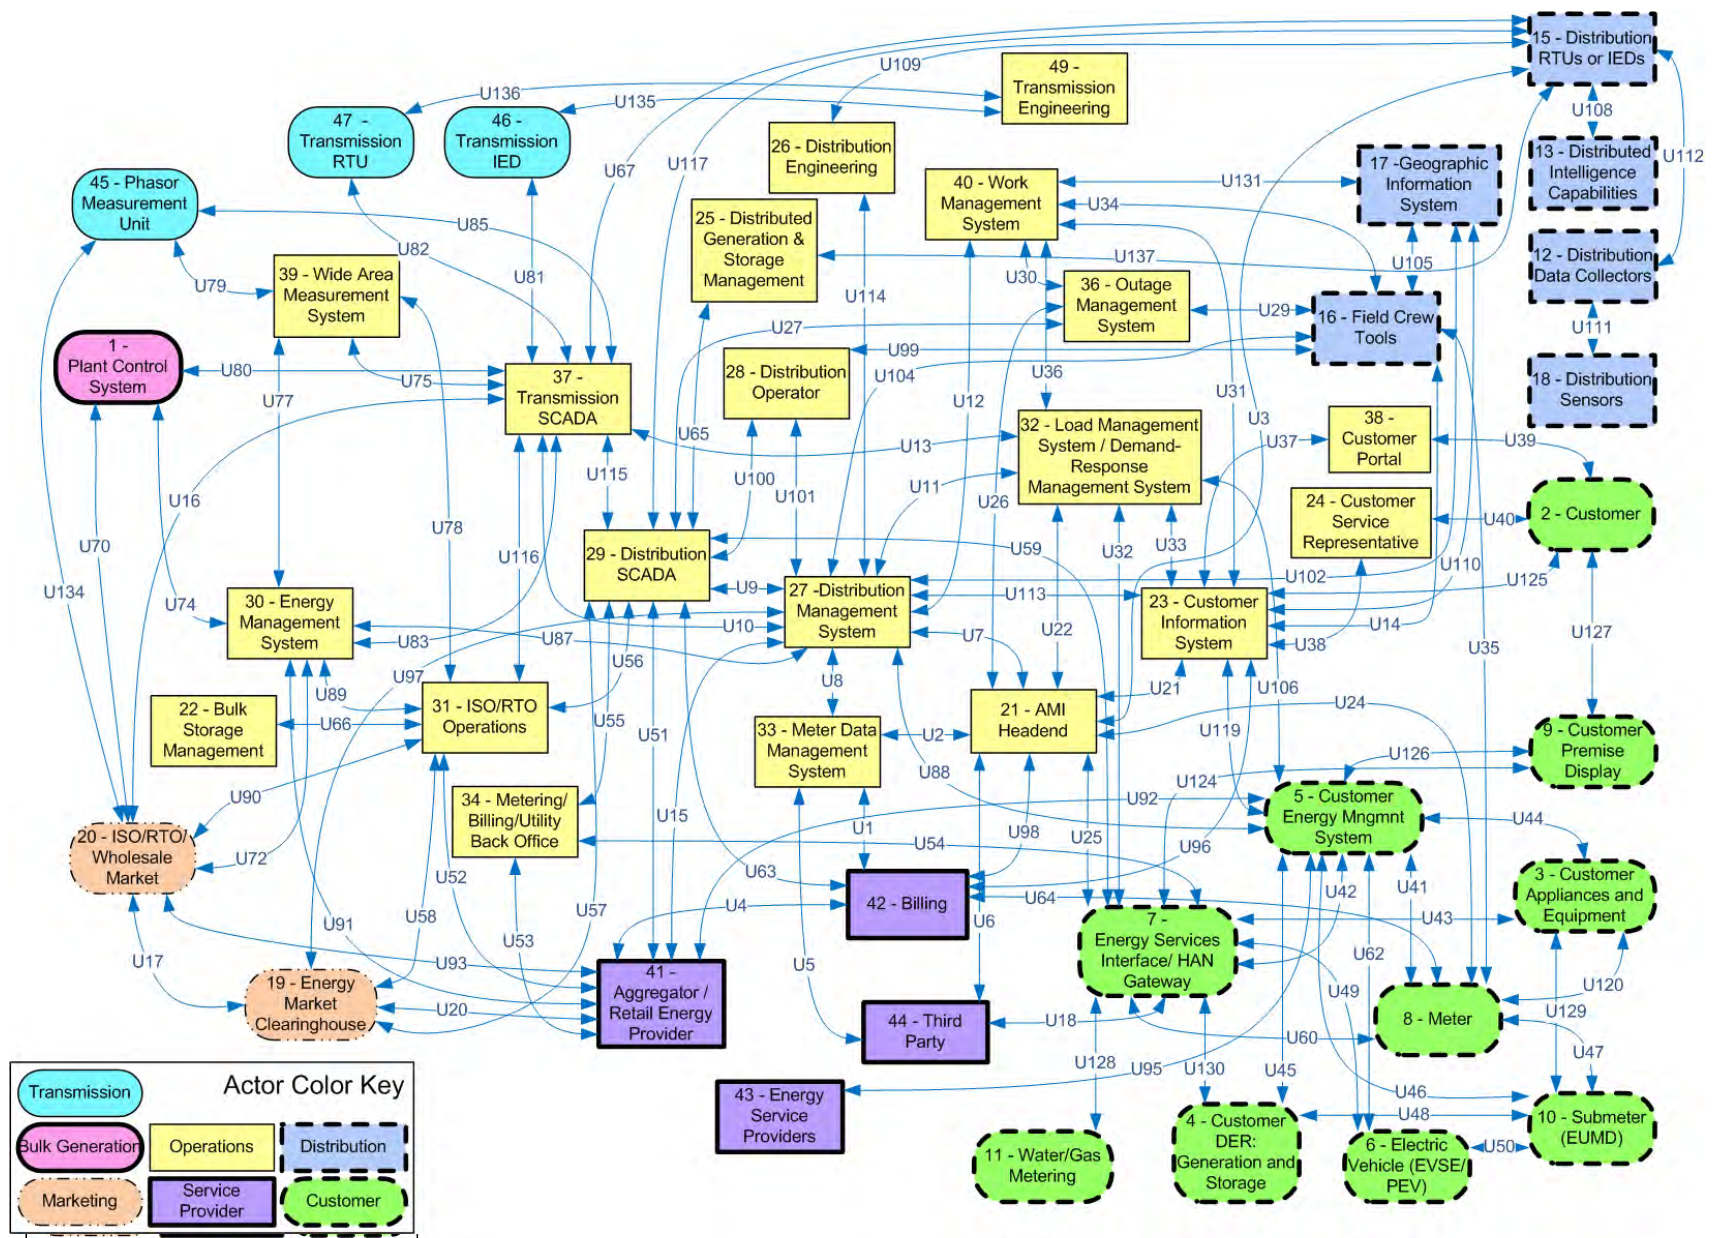 15 - Distribution
RTUs or IEDs
U109
49 -
Transmission
Engineering
U136
U135
U108
47 -
Transmission
RTU
46 -
Transmission
IED
26 - Distribution
Engineering
U117
U67
13 - Distributed
Intelligence
Capabilities
U112
17 -Geographic
Information
System
40 - Work
Management
System
U131
U34
45 - Phasor
Measurement
Unit
U85
25 - Distributed
Generation &
Storage
Management
U82
U81
U79
39 - Wide Area
Measurement
System
U137
U105
12 - Distribution
Data Collectors
U30
36 - Outage
Management
System
U114
U29
16 - Field Crew
Tools
U27
U111
1 -
Plant Control
System
U80
U75
U77
37 -
Transmission
SCADA
28 - Distribution
Operator
U99
U104
U36
U31
U12
U3
18 - Distribution
Sensors
U65
U13
32 - Load Management
System / Demand-
Response
Management System
U37
38 -
Customer
Portal
U39
U16
U115
U100
U101
U11
U26
24 - Customer
Service
Representative
U40
2 - Customer
U70
U78
U116
U59
U32
U33
29 - Distribution
SCADA
U102
U110
U125
U134
U74
U9
27 -Distribution
Management
System
U113
23 - Customer
Information
System
30 - Energy
Management
System
U83
U87
U10
U7
U22
U38
U14
U127
U35
U97
U56
U8
U21
U106
U89
22 - Bulk
Storage
Management
U66
31 - ISO/RTO
Operations
U55
U51
21 - AMI
Headend
U24
U119
33 - Meter Data
Management
System
U2
9 - Customer
Premise
Display
U126
U124
U88
U90
34 - Metering/
Billing/Utility
Back Office
U15
U1
U98
U25
U92
U96
5 - Customer
Energy Mngmnt
System
U44
20 - ISO/RTO/
Wholesale
Market
U72
U52
U54
U63
U42
U41
3 - Customer
Appliances and
Equipment
42 - Billing
U64
U4
U6
U43
U58
U57
U91
U53
7 -
Energy Services
Interface/ HAN
Gateway
U62
U17
U93
U5
U49
U120
19 - Energy
Market
Clearinghouse
U20
41 -
Aggregator /
Retail Energy
Provider
44 - Third
Party
U18
U60
8 - Meter
U129
U47
U128
U130
U95
U45
U46
43 - Energy
Service
Providers
4 - Customer
DER:
Generation and
Storage
U48
10 - Submeter
(EUMD)
11 - Water/Gas
Metering
6 - Electric
Vehicle (EVSE/
PEV)
U50
Actor Color Key
Transmission
Bulk Generation
Operations
Distribution
Marketing
Service
Provider
Customer